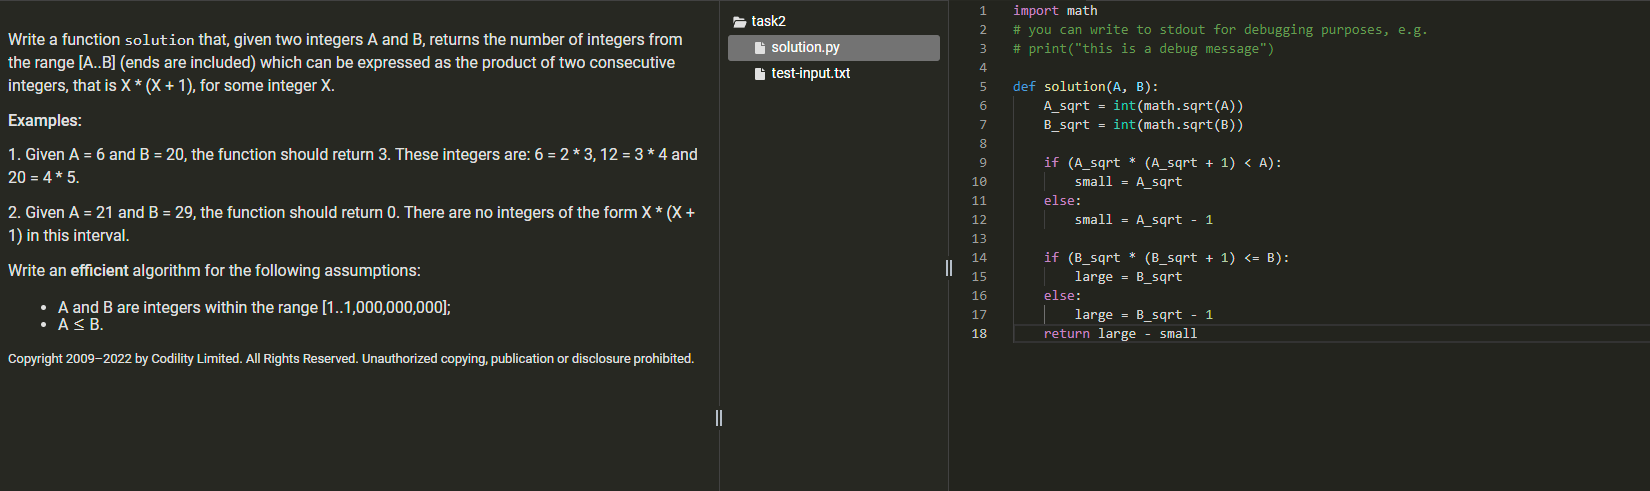 Write a function solution that, given two integers A and B, returns the number of integers from
the range [A..B] (ends are included) which can be expressed as the product of two consecutive
integers, that is X * (X + 1), for some integer X.
Examples:
1. Given A = 6 and B = 20, the function should return 3. These integers are: 6 = 2 * 3, 12 = 3 * 4 and
20 = 4 * 5.
2. Given A = 21 and B = 29, the function should return 0. There are no integers of the form X * (X +
1) in this interval.
Write an efficient algorithm for the following assumptions:
• A and B are integers within the range [1..1,000,000,000];
• A ≤ B.
Copyright 2009–2022 by Codility Limited. All Rights Reserved. Unauthorized copying, publication or disclosure prohibited.
task2
solution.py
test-input.txt
1 import math
2 # you can write to stdout for debugging purposes, e.g.
3 # print("this is a debug message")
4
5 def solution(A, B):
6     A_sqrt = int(math.sqrt(A))
7     B_sqrt = int(math.sqrt(B))
8
9     if (A_sqrt * (A_sqrt + 1) < A):
10         small = A_sqrt
11     else:
12         small = A_sqrt - 1
13
14     if (B_sqrt * (B_sqrt + 1) <= B):
15         large = B_sqrt
16     else:
17         large = B_sqrt - 1
18     return large - small